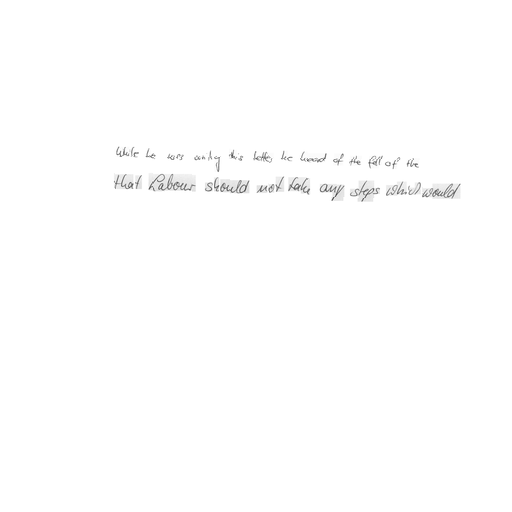 While he was writing this letter, he heard of the fall of the
that Labour should not take any steps which would